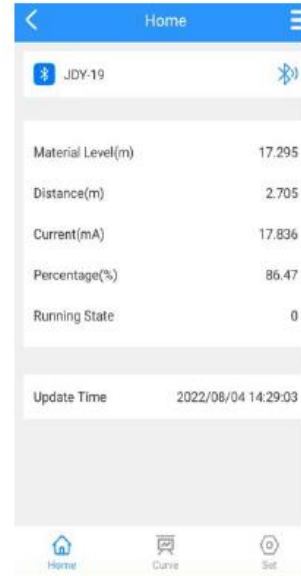 Home
JDY-19
Material Level(m) 17.295
Distance(m) 2.705
Current(mA) 17.836
Percentage(%) 86.47
Running State 0
Update Time 2022/08/04 14:29:03
Home Curve Set